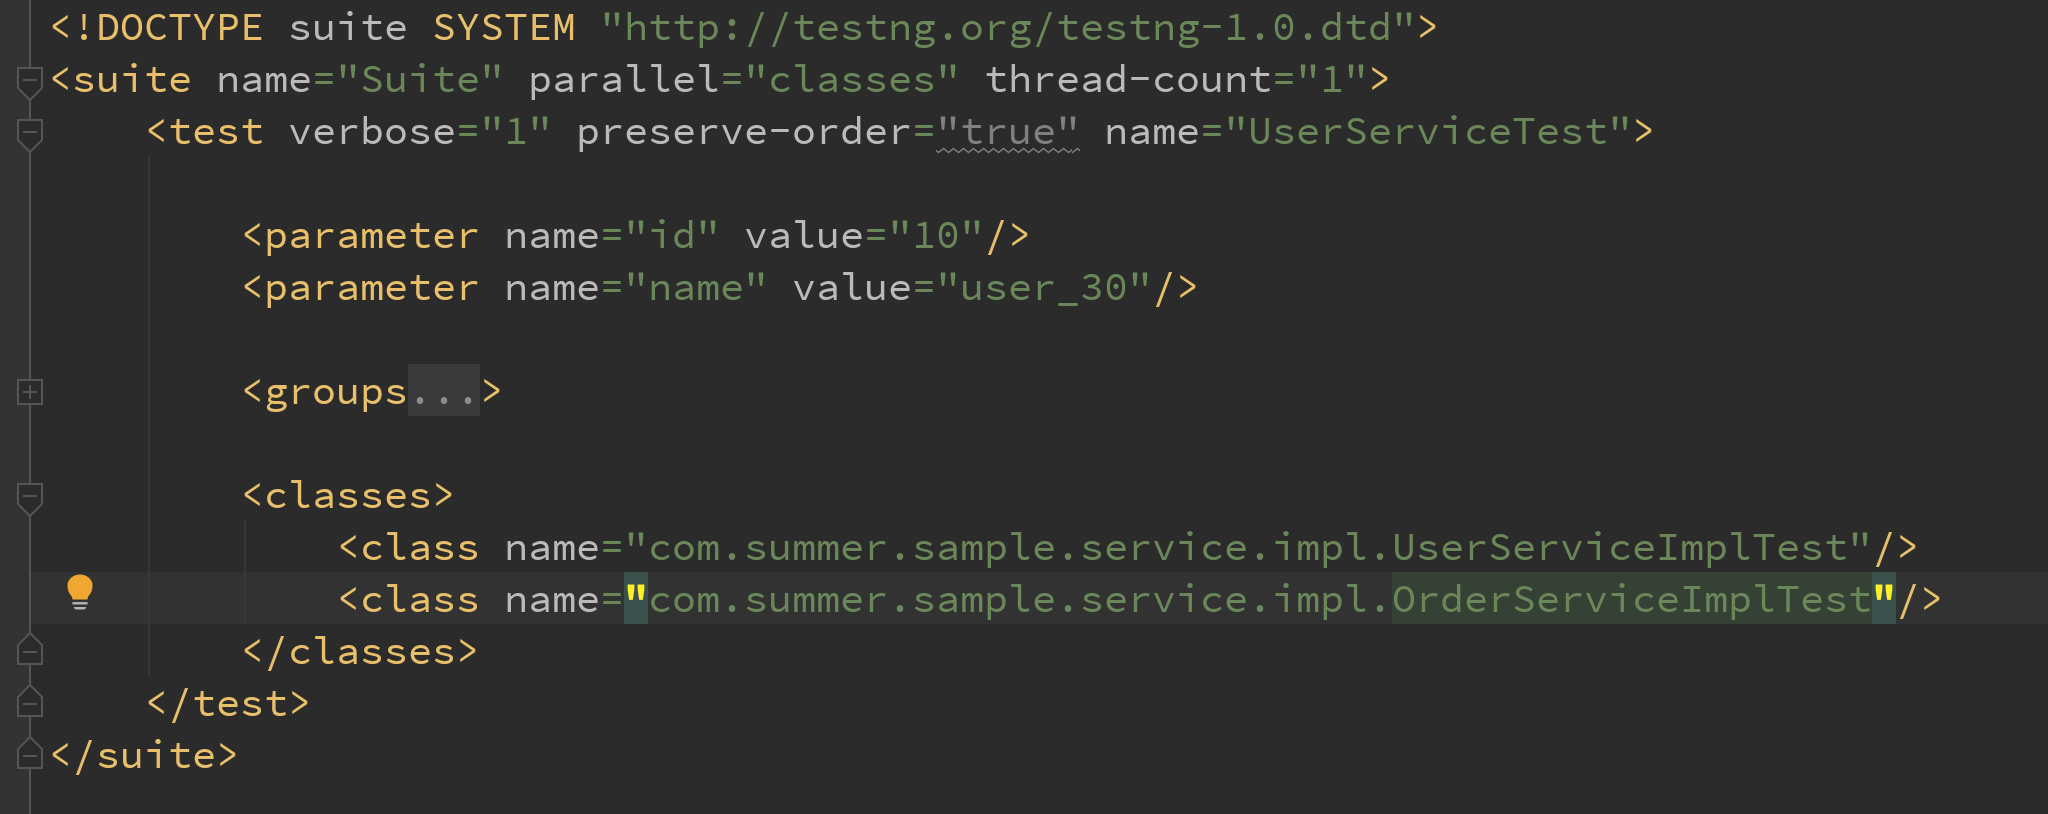 <!DOCTYPE suite SYSTEM "http://testng.org/testng-1.0.dtd">
<suite name="Suite" parallel="classes" thread-count="1">
    <test verbose="1" preserve-order="true" name="UserServiceTest">
        <parameter name="id" value="10"/>
        <parameter name="name" value="user_30"/>
        <groups...>
        <classes>
            <class name="com.summer.sample.service.impl.UserServiceImplTest"/>
            <class name="com.summer.sample.service.impl.OrderServiceImplTest"/>
        </classes>
    </test>
</suite>